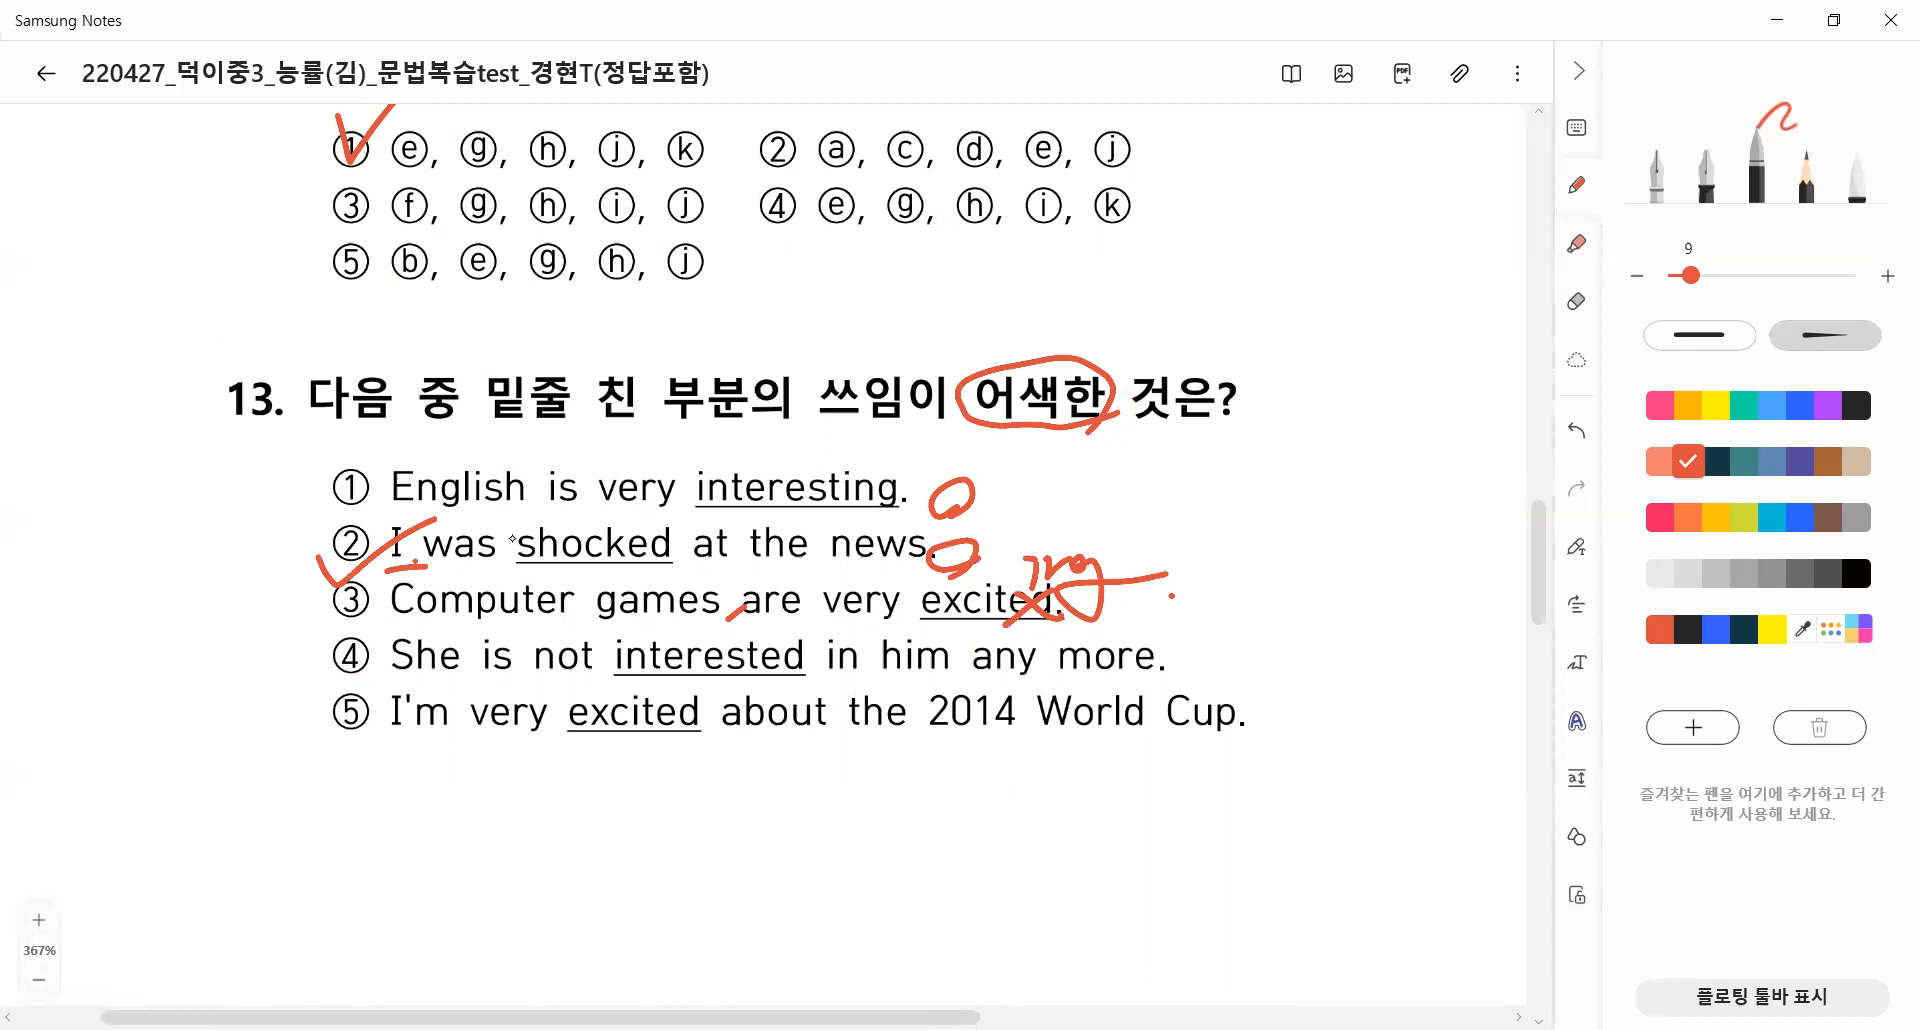 Samsung Notes
220427_덕이중3_능률(김)_문법복습test_경현T(정답포함)
① ⓔ, ⓖ, ⓗ, ⓙ, ⓚ ② ⓐ, ⓒ, ⓓ, ⓔ, ⓙ
③ ⓕ, ⓖ, ⓗ, ⓘ, ⓙ ④ ⓔ, ⓖ, ⓗ, ⓘ, ⓚ
⑤ ⓑ, ⓔ, ⓖ, ⓗ, ⓙ
13. 다음 중 밑줄 친 부분의 쓰임이 어색한 것은?
① English is very interesting.
② I was shocked at the news.
③ Computer games are very excited.
ing
④ She is not interested in him any more.
⑤ I'm very excited about the 2014 World Cup.
367%
PDF
9
즐겨찾는 펜을 여기에 추가하고 더 간
편하게 사용해 보세요.
플로팅 툴바 표시